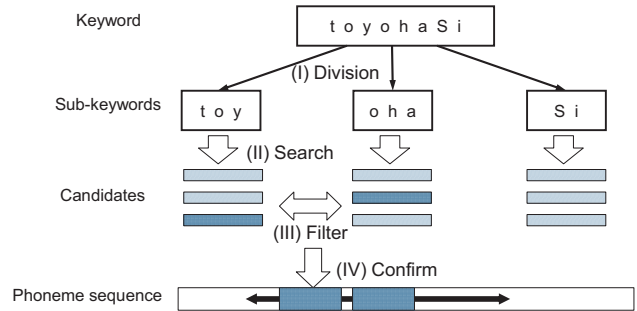 Keyword
t o y o h a S i
(I) Division
Sub-keywords
t o y
o h a
S i
(II) Search
Candidates
(III) Filter
(IV) Confirm
Phoneme sequence